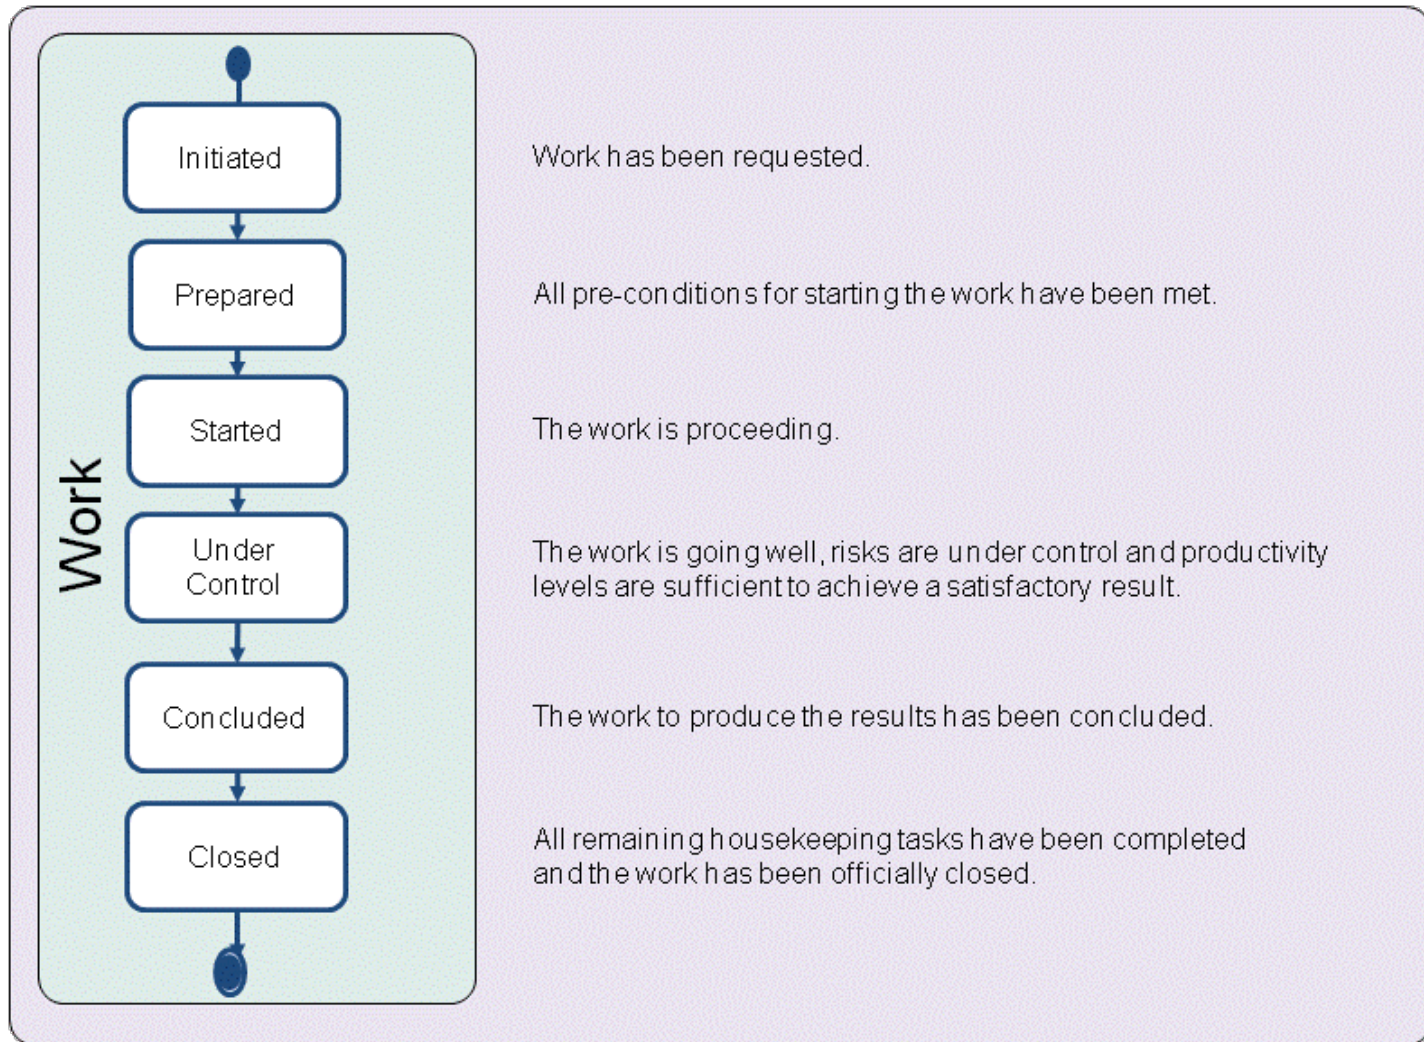 Work
Initiated
Work has been requested.
Prepared
All pre-conditions for starting the work have been met.
Started
The work is proceeding.
Under
Control
The work is going well, risks are under control and productivity
levels are sufficient to achieve a satisfactory result.
Concluded
The work to produce the results has been concluded.
Closed
All remaining housekeeping tasks have been completed
and the work has been officially closed.